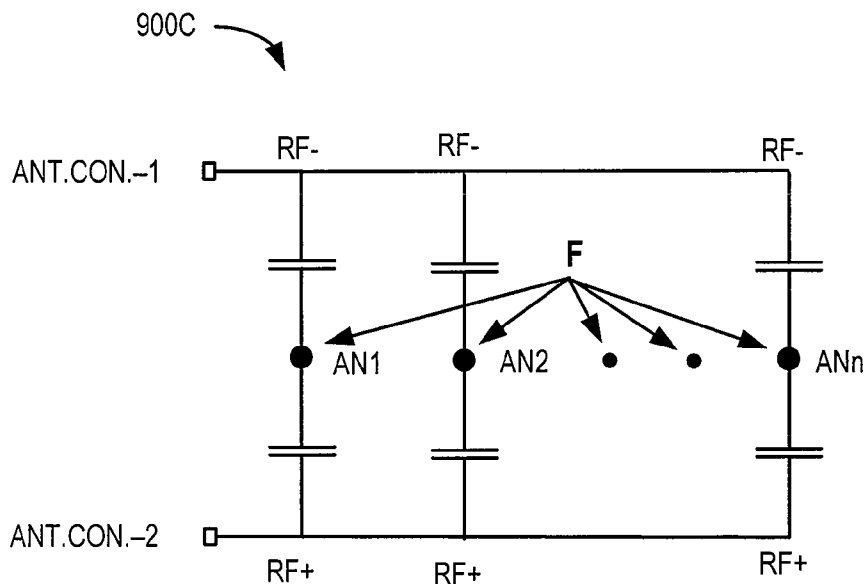 900C
RF-
RF-
RF-
ANT.CON.–1
F
AN1
AN2
ANn
ANT.CON.–2
RF+
RF+
RF+